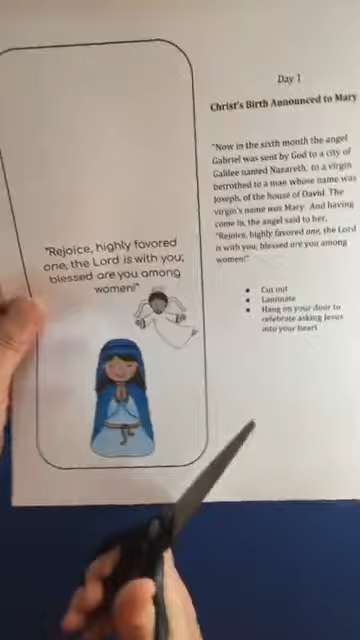 Day 1
Christ's Birth Announced to Mary
"Now in the sixth month the angel
Gabriel was sent by God to a city of
Galilee named Nazareth, to a virgin
betrothed to a man whose name was
Joseph, of the house of David. The
virgin's name was Mary. And having
come in, the angel said to her,
"Rejoice, highly favored one, the Lord
is with you; blessed are you among
women!"
• Cut out
• Laminate
• Hang on your door to
celebrate asking Jesus
into your heart
"Rejoice, highly favored
one, the Lord is with you;
blessed are you among
women!"